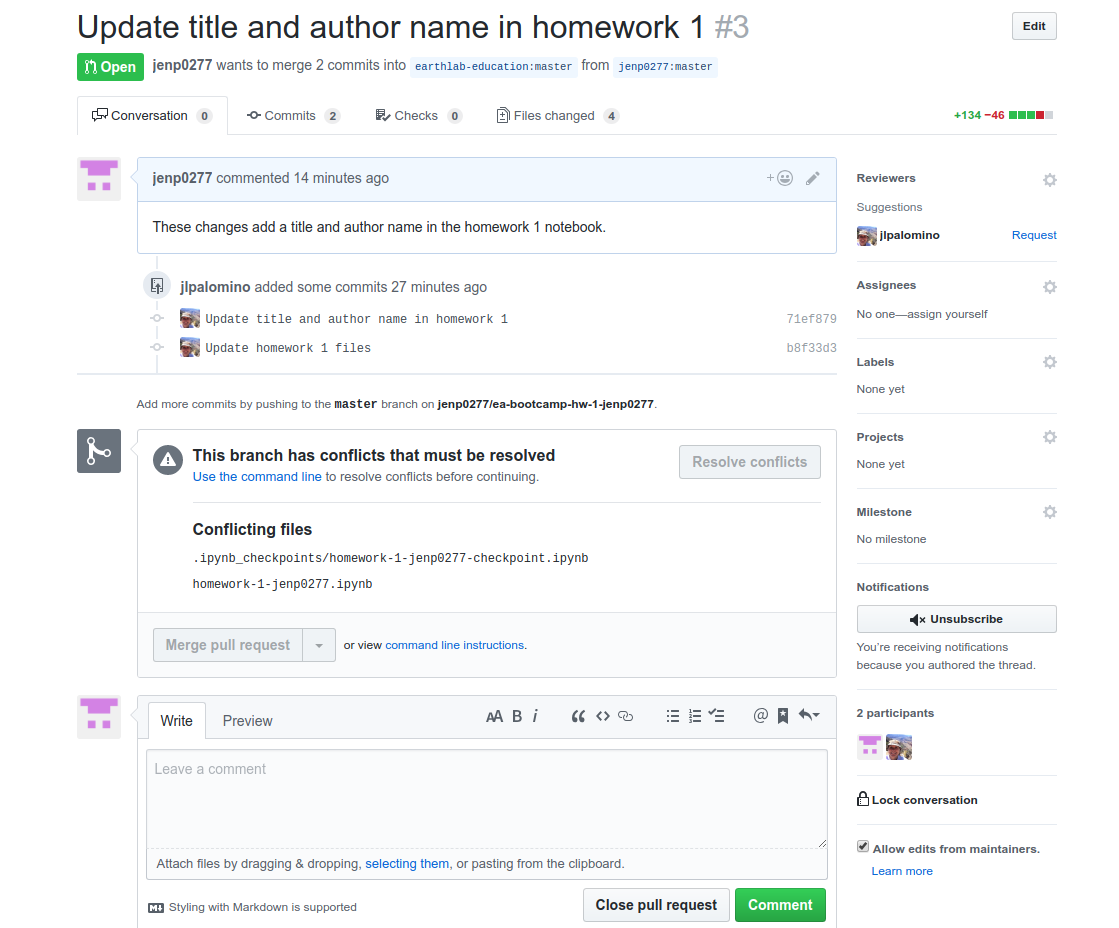 Update title and author name in homework 1 #3
Edit
Open
jenp0277 wants to merge 2 commits into earthlab-education:master from jenp0277:master
Conversation 0
Commits 2
Checks 0
Files changed 4
+134 −46
jenp0277 commented 14 minutes ago
+
These changes add a title and author name in the homework 1 notebook.
jlpalomino added some commits 27 minutes ago
Update title and author name in homework 1 71ef879
Update homework 1 files b8f33d3
Add more commits by pushing to the master branch on jenp0277/ea-bootcamp-hw-1-jenp0277.
This branch has conflicts that must be resolved
Use the command line to resolve conflicts before continuing.
Resolve conflicts
Conflicting files
.ipynb_checkpoints/homework-1-jenp0277-checkpoint.ipynb
homework-1-jenp0277.ipynb
Merge pull request
or view command line instructions.
Write
Preview
AA B i
Leave a comment
Attach files by dragging & dropping, selecting them, or pasting from the clipboard.
Styling with Markdown is supported
Close pull request
Comment
Reviewers
Suggestions
jlpalomino Request
Assignees
No one—assign yourself
Labels
None yet
Projects
None yet
Milestone
No milestone
Notifications
Unsubscribe
You're receiving notifications
because you authored the thread.
2 participants
Lock conversation
Allow edits from maintainers.
Learn more